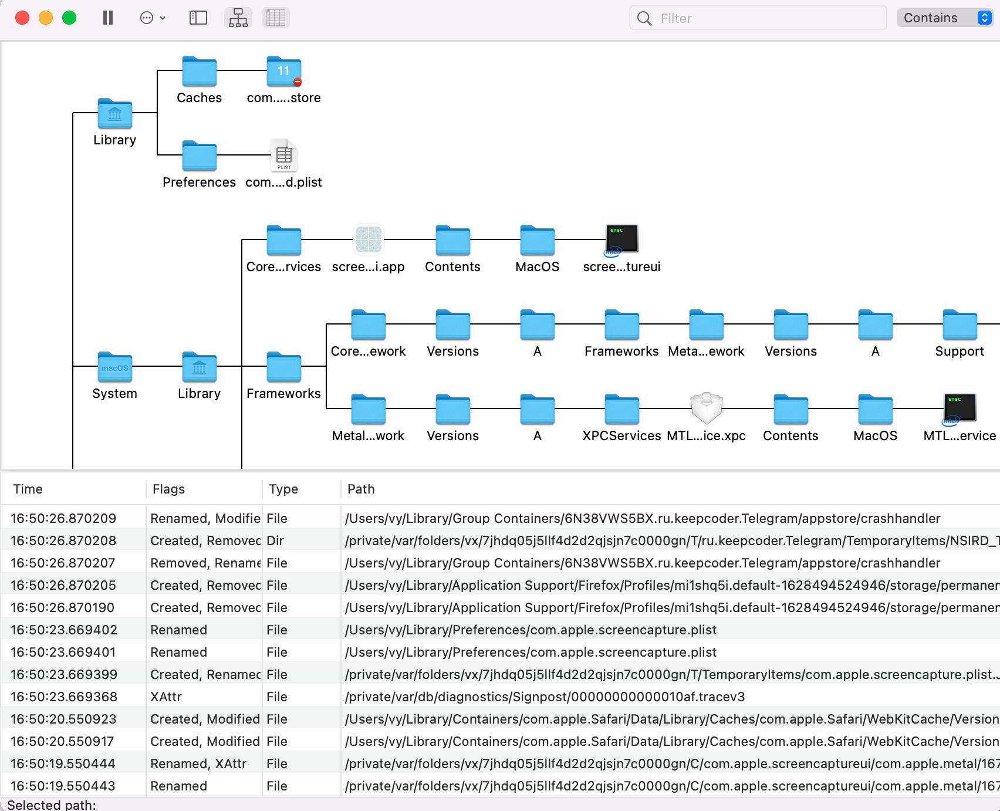 Filter
Contains
11
Caches
com.....store
Library
PLIST
Preferences
com....d.plist
exec
intel
Core...rvices
scree...i.app
Contents
MacOS
scree...tureui
Core...ework
Versions
A
Frameworks
Meta...ework
Versions
A
Support
macOS
System
Library
Frameworks
exec
intel
Metal...work
Versions
A
XPCServices
MTL...ice.xpc
Contents
MacOS
MTL...ervice
Time Flags Type Path
16:50:26.870209 Renamed, Modifie File /Users/vy/Library/Group Containers/6N38VWS5BX.ru.keepcoder.Telegram/appstore/crashhandler
16:50:26.870208 Created, Removed Dir /private/var/folders/vx/7jhdq05j5llf4d2d2qjsjn7c0000gn/T/ru.keepcoder.Telegram/TemporaryItems/NSIRD_T
16:50:26.870207 Removed, Rename File /Users/vy/Library/Group Containers/6N38VWS5BX.ru.keepcoder.Telegram/appstore/crashhandler
16:50:26.870205 Created, Removed File /Users/vy/Library/Application Support/Firefox/Profiles/mi1shq5i.default-1628494524946/storage/permanen
16:50:26.870190 Created, Removed File /Users/vy/Library/Application Support/Firefox/Profiles/mi1shq5i.default-1628494524946/storage/permanen
16:50:23.669402 Renamed File /Users/vy/Library/Preferences/com.apple.screencapture.plist
16:50:23.669401 Renamed File /Users/vy/Library/Preferences/com.apple.screencapture.plist
16:50:23.669399 Created, Renamed File /private/var/folders/vx/7jhdq05j5llf4d2d2qjsjn7c0000gn/T/TemporaryItems/com.apple.screencapture.plist.
16:50:23.669368 XAttr File /private/var/db/diagnostics/Signpost/00000000000010af.tracev3
16:50:20.550923 Created, Modified File /Users/vy/Library/Containers/com.apple.Safari/Data/Library/Caches/com.apple.Safari/WebKitCache/Version
16:50:20.550917 Created, Modified File /Users/vy/Library/Containers/com.apple.Safari/Data/Library/Caches/com.apple.Safari/WebKitCache/Version
16:50:19.550444 Renamed, XAttr File /private/var/folders/vx/7jhdq05j5llf4d2d2qjsjn7c0000gn/C/com.apple.screencaptureui/com.apple.metal/167
16:50:19.550443 Renamed File /private/var/folders/vx/7jhdq05j5llf4d2d2qjsjn7c0000gn/C/com.apple.screencaptureui/com.apple.metal/167
Selected path: